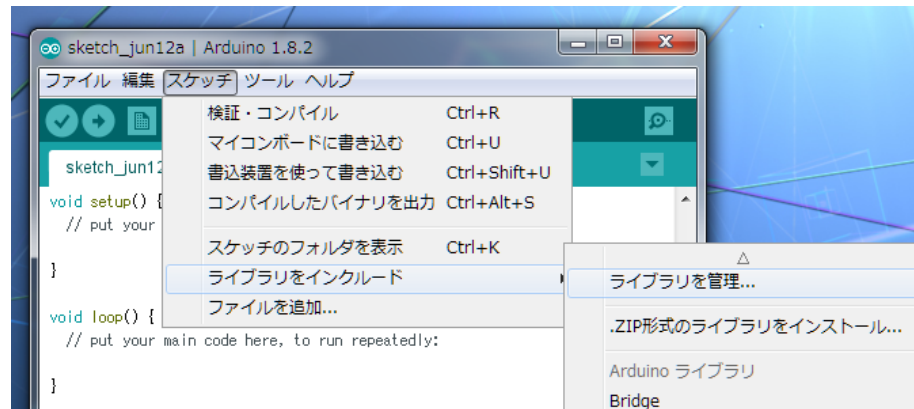 sketch_jun12a | Arduino 1.8.2
ファイル 編集 スケッチ ツール ヘルプ
検証・コンパイル Ctrl+R
マイコンボードに書き込む Ctrl+U
sketch_jun12
書込装置を使って書き込む Ctrl+Shift+U
void setup() {
コンパイルしたバイナリを出力 Ctrl+Alt+S
// put your
スケッチのフォルダを表示 Ctrl+K
}
ライブラリをインクルード
ライブラリを管理...
ファイルを追加...
void loop() {
.ZIP形式のライブラリをインストール...
// put your main code here, to run repeatedly:
Arduino ライブラリ
}
Bridge